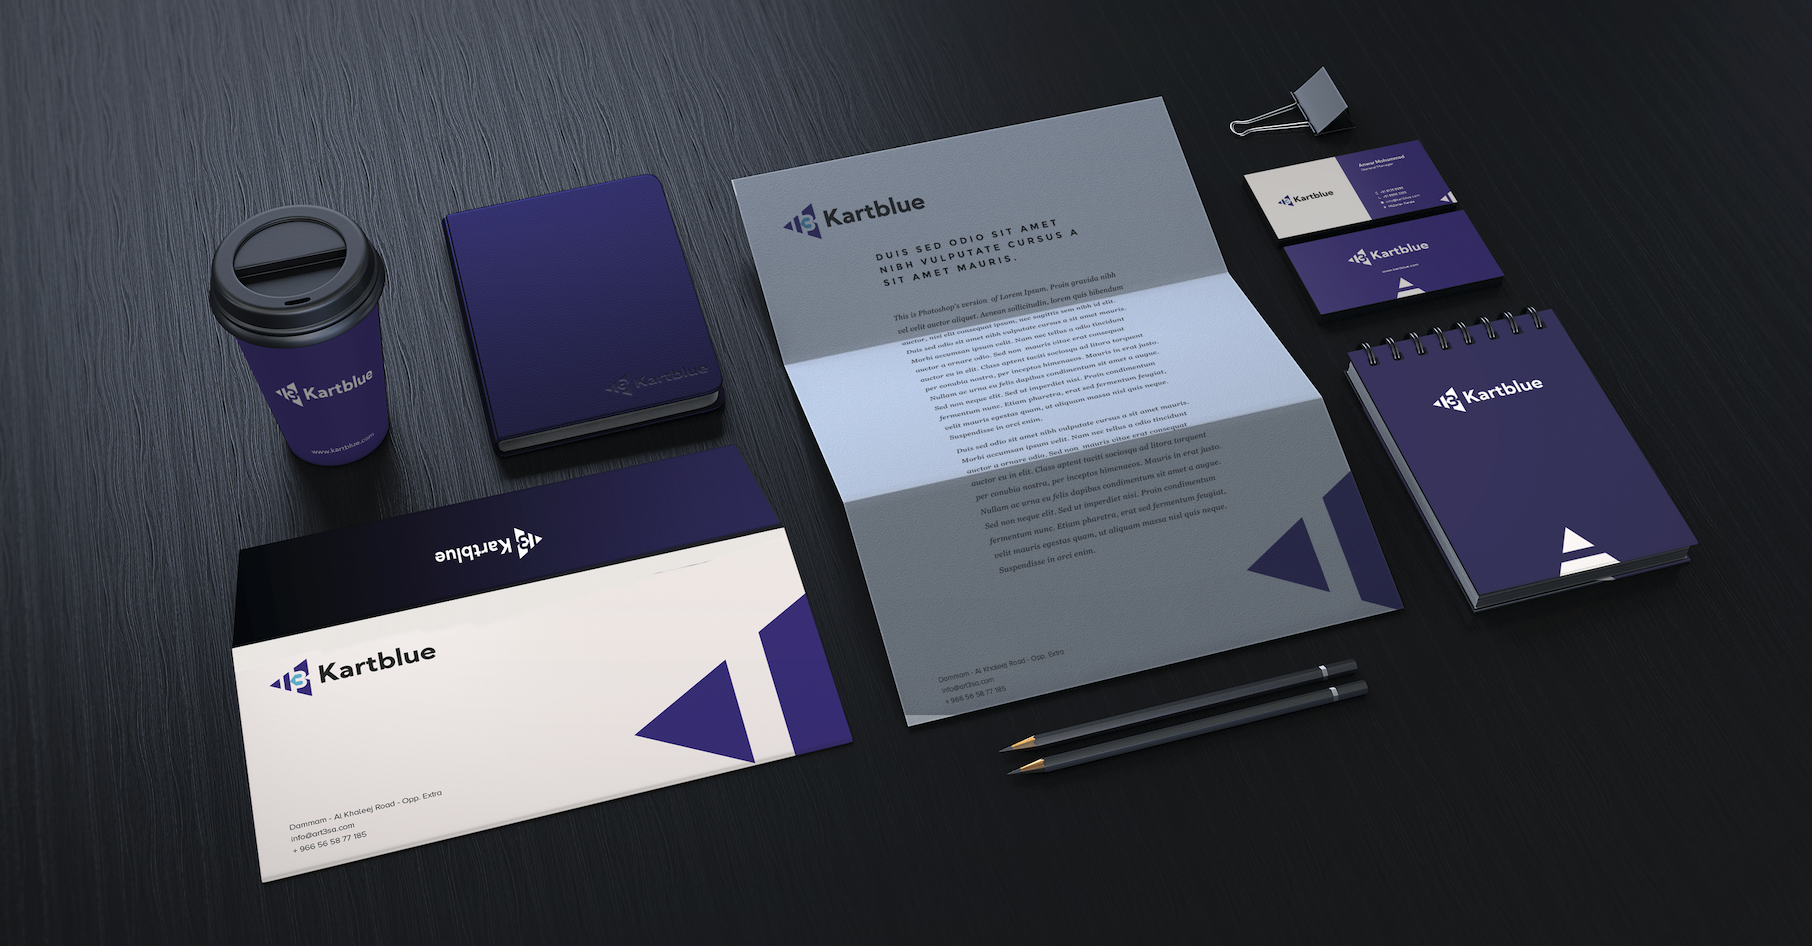 Kartblue
www.kartblue.com
Kartblue
Kartblue
Kartblue
Dammam - Al Khaleej Road - Opp. Extra
info@art3sa.com
+ 966 56 58 77 185
Kartblue
DUIS SED ODIO SIT AMET
NIBH VULPUTATE CURSUS A
SIT AMET MAURIS.
This is Photoshop's version of Lorem Ipsum. Proin gravida nibh
vel velit auctor aliquet. Aenean sollicitudin, lorem quis bibendum
auctor, nisi elit consequat ipsum, nec sagittis sem nibh id elit.
Duis sed odio sit amet nibh vulputate cursus a sit amet mauris.
Morbi accumsan ipsum velit. Nam nec tellus a odio tincidunt
auctor a ornare odio. Sed non mauris vitae erat consequat
auctor eu in elit. Class aptent taciti sociosqu ad litora torquent
per conubia nostra, per inceptos himenaeos. Mauris in erat justo.
Nullam ac urna eu felis dapibus condimentum sit amet a augue.
Sed non neque elit. Sed ut imperdiet nisi. Proin condimentum
fermentum nunc. Etiam pharetra, erat sed fermentum feugiat,
velit mauris egestas quam, ut aliquam massa nisl quis neque.
Suspendisse in orci enim.
Duis sed odio sit amet nibh vulputate cursus a sit amet mauris.
Morbi accumsan ipsum velit. Nam nec tellus a odio tincidunt
auctor a ornare odio. Sed non mauris vitae erat consequat
auctor eu in elit. Class aptent taciti sociosqu ad litora torquent
per conubia nostra, per inceptos himenaeos. Mauris in erat justo.
Nullam ac urna eu felis dapibus condimentum sit amet a augue.
Sed non neque elit. Sed ut imperdiet nisi. Proin condimentum
fermentum nunc. Etiam pharetra, erat sed fermentum feugiat,
velit mauris egestas quam, ut aliquam massa nisl quis neque.
Suspendisse in orci enim.
Dammam - Al Khaleej Road - Opp. Extra
info@art3sa.com
+ 966 56 58 77 185
Kartblue
Anwar Mohammed
General Manager
info@kartblue.com
Kartblue
www.kartblue.com
Kartblue